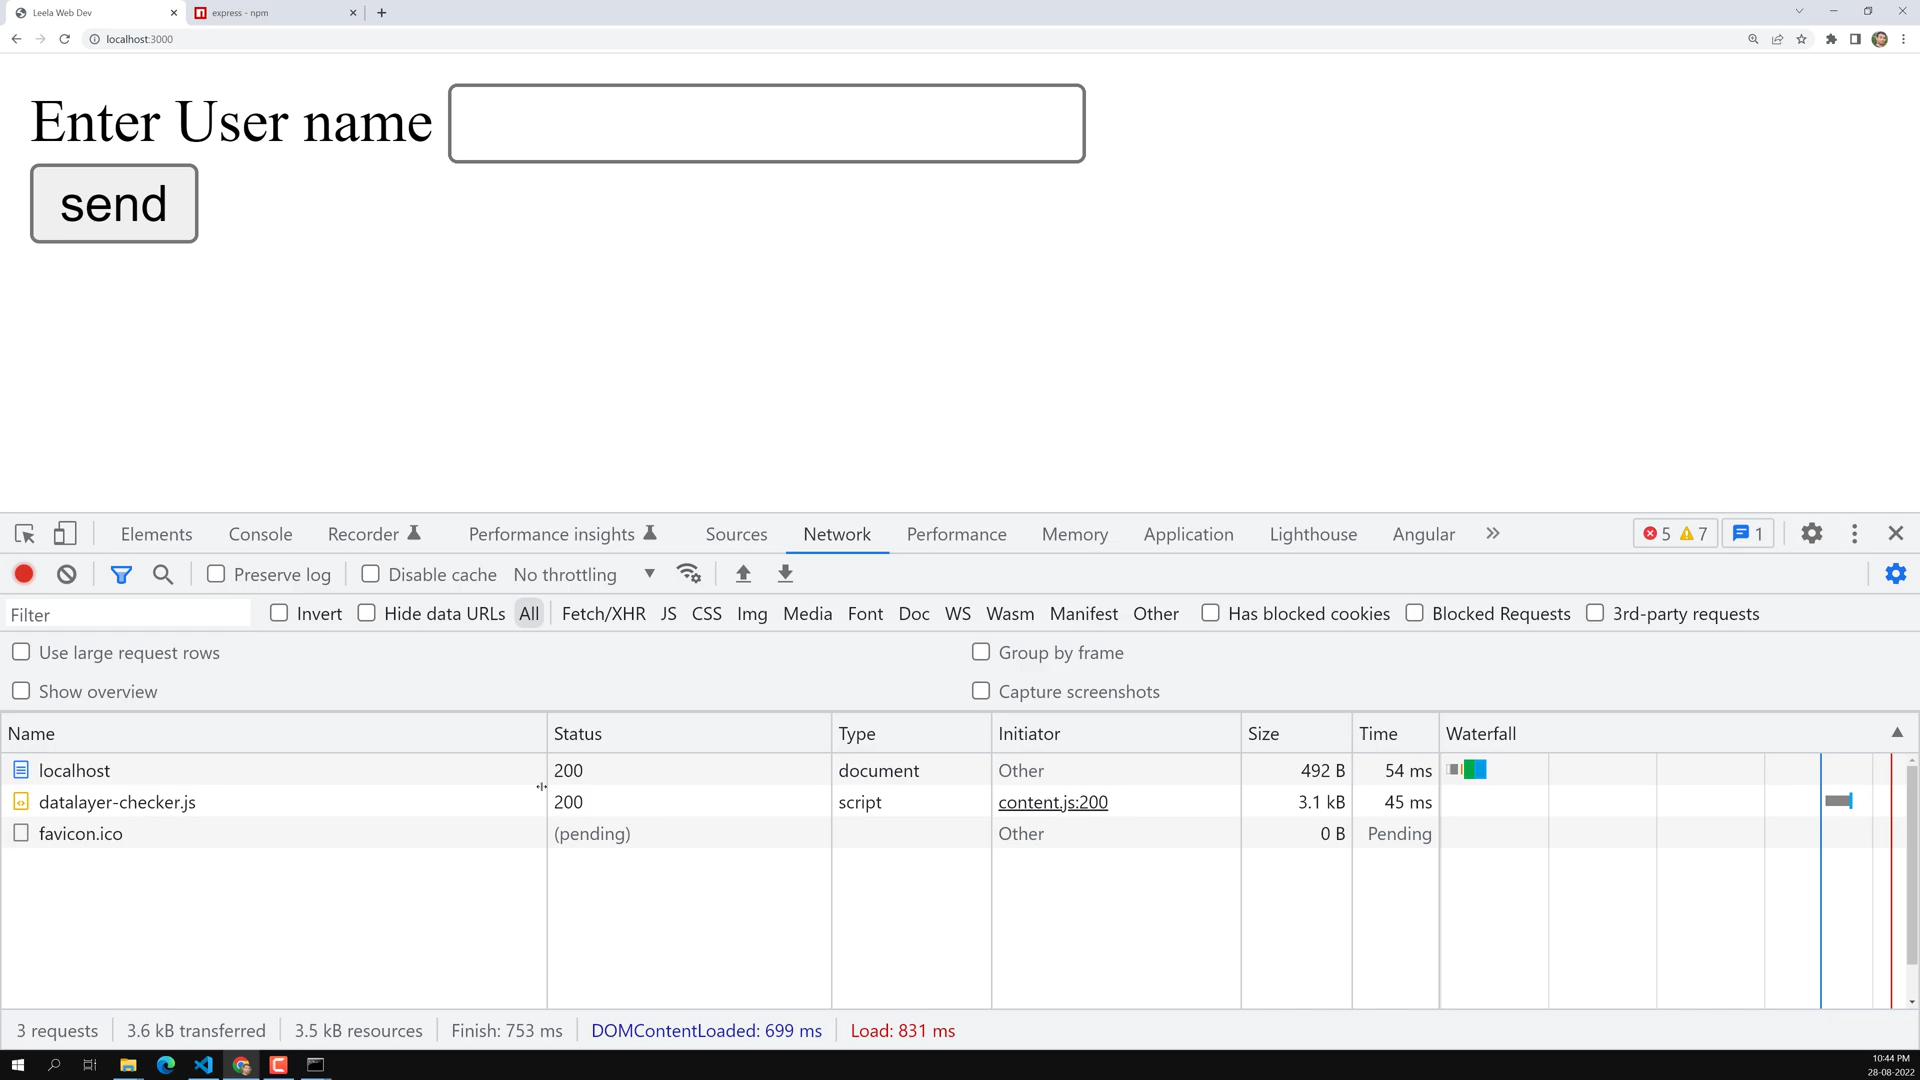 Leela Web Dev
express - npm
localhost:3000
Enter User name
send
Elements Console Recorder Performance insights Sources Network Performance Memory Application Lighthouse Angular 5 7 1
Preserve log Disable cache No throttling
Filter Invert Hide data URLs All Fetch/XHR JS CSS Img Media Font Doc WS Wasm Manifest Other Has blocked cookies Blocked Requests 3rd-party requests
Use large request rows Group by frame
Show overview Capture screenshots
Name Status Type Initiator Size Time Waterfall
localhost 200 document Other 492 B 54 ms
datalayer-checker.js 200 script content.js:200 3.1 kB 45 ms
favicon.ico (pending) Other 0 B Pending
3 requests 3.6 kB transferred 3.5 kB resources Finish: 753 ms DOMContentLoaded: 699 ms Load: 831 ms
10:44 PM
28-08-2022